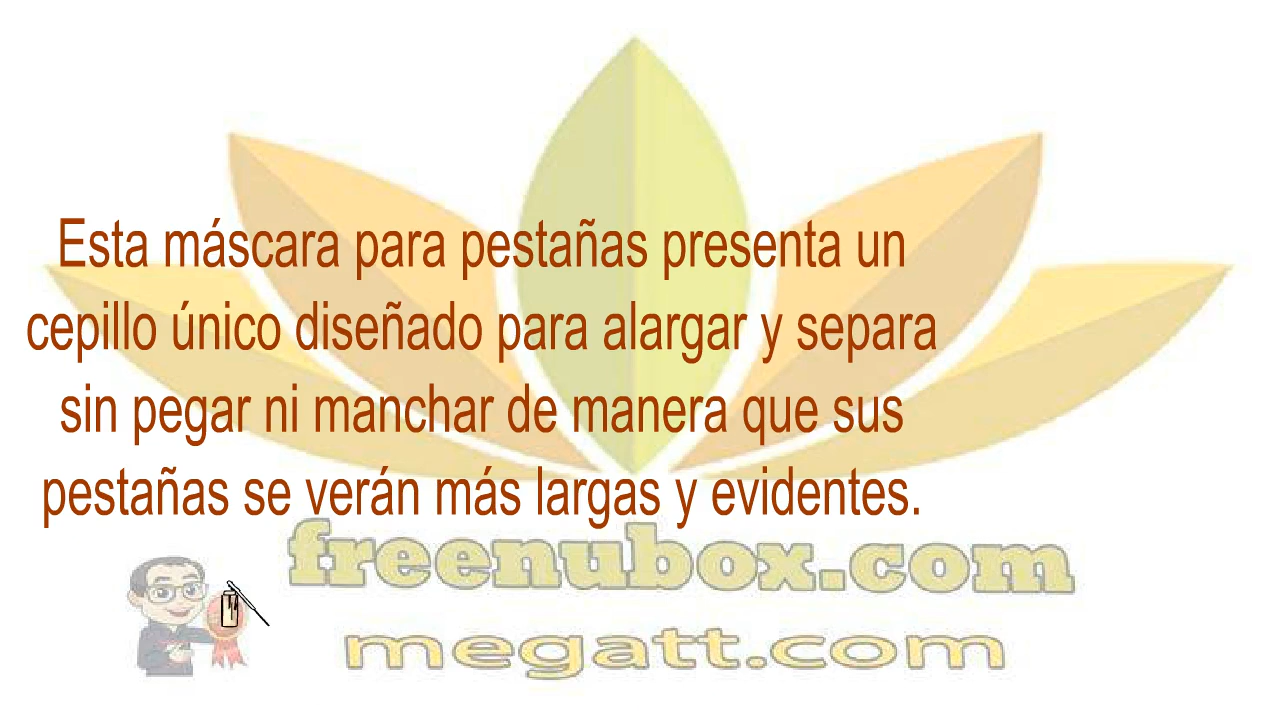 Esta máscara para pestañas presenta un
cepillo único diseñado para alargar y separa
sin pegar ni manchar de manera que sus
pestañas se verán más largas y evidentes.
freenubox.com
megatt.com